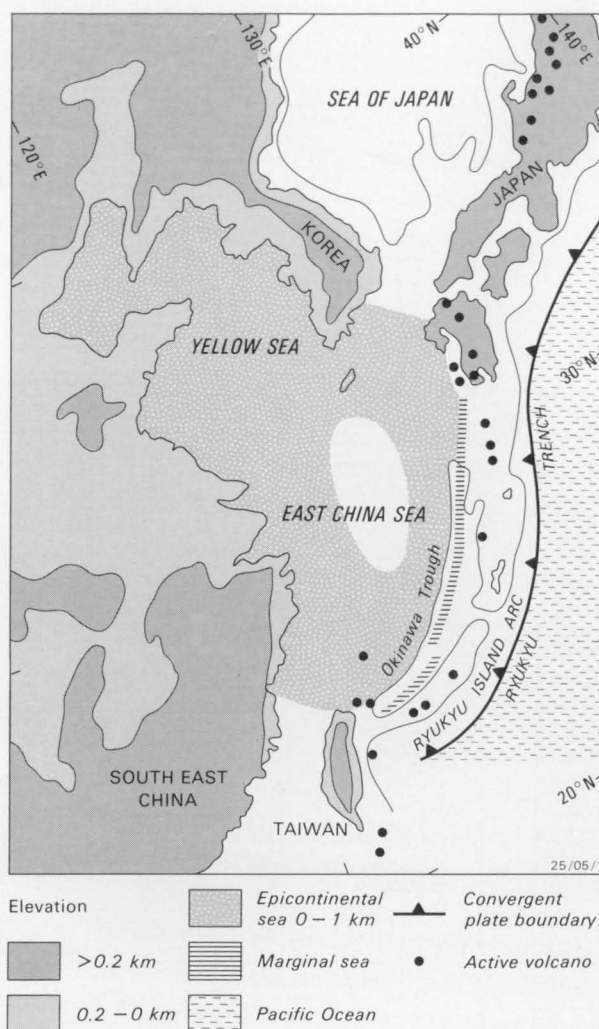 130°E
40°N
140°E
SEA OF JAPAN
120°E
JAPAN
KOREA
YELLOW SEA
30°N
TRENCH
EAST CHINA SEA
Okinawa Trough
RYUKYU ISLAND ARC
RYUKYU
SOUTH EAST
CHINA
20°N
TAIWAN
25/05/
Elevation
>0.2 km
0.2 – 0 km
Epicontinental
sea 0 – 1 km
Marginal sea
Pacific Ocean
Convergent
plate boundary
Active volcano